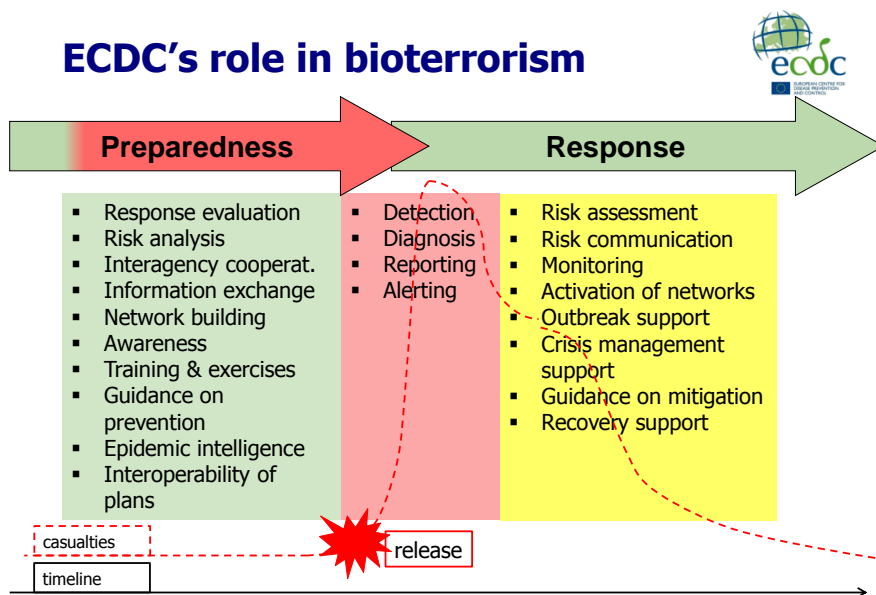 ECDC's role in bioterrorism
ecdc
EUROPEAN CENTRE FOR
DISEASE PREVENTION
AND CONTROL
Preparedness
Response
▪ Response evaluation
▪ Risk analysis
▪ Interagency cooperat.
▪ Information exchange
▪ Network building
▪ Awareness
▪ Training & exercises
▪ Guidance on
prevention
▪ Epidemic intelligence
▪ Interoperability of
plans
▪ Detection
▪ Diagnosis
▪ Reporting
▪ Alerting
▪ Risk assessment
▪ Risk communication
▪ Monitoring
▪ Activation of networks
▪ Outbreak support
▪ Crisis management
support
▪ Guidance on mitigation
▪ Recovery support
casualties
release
timeline